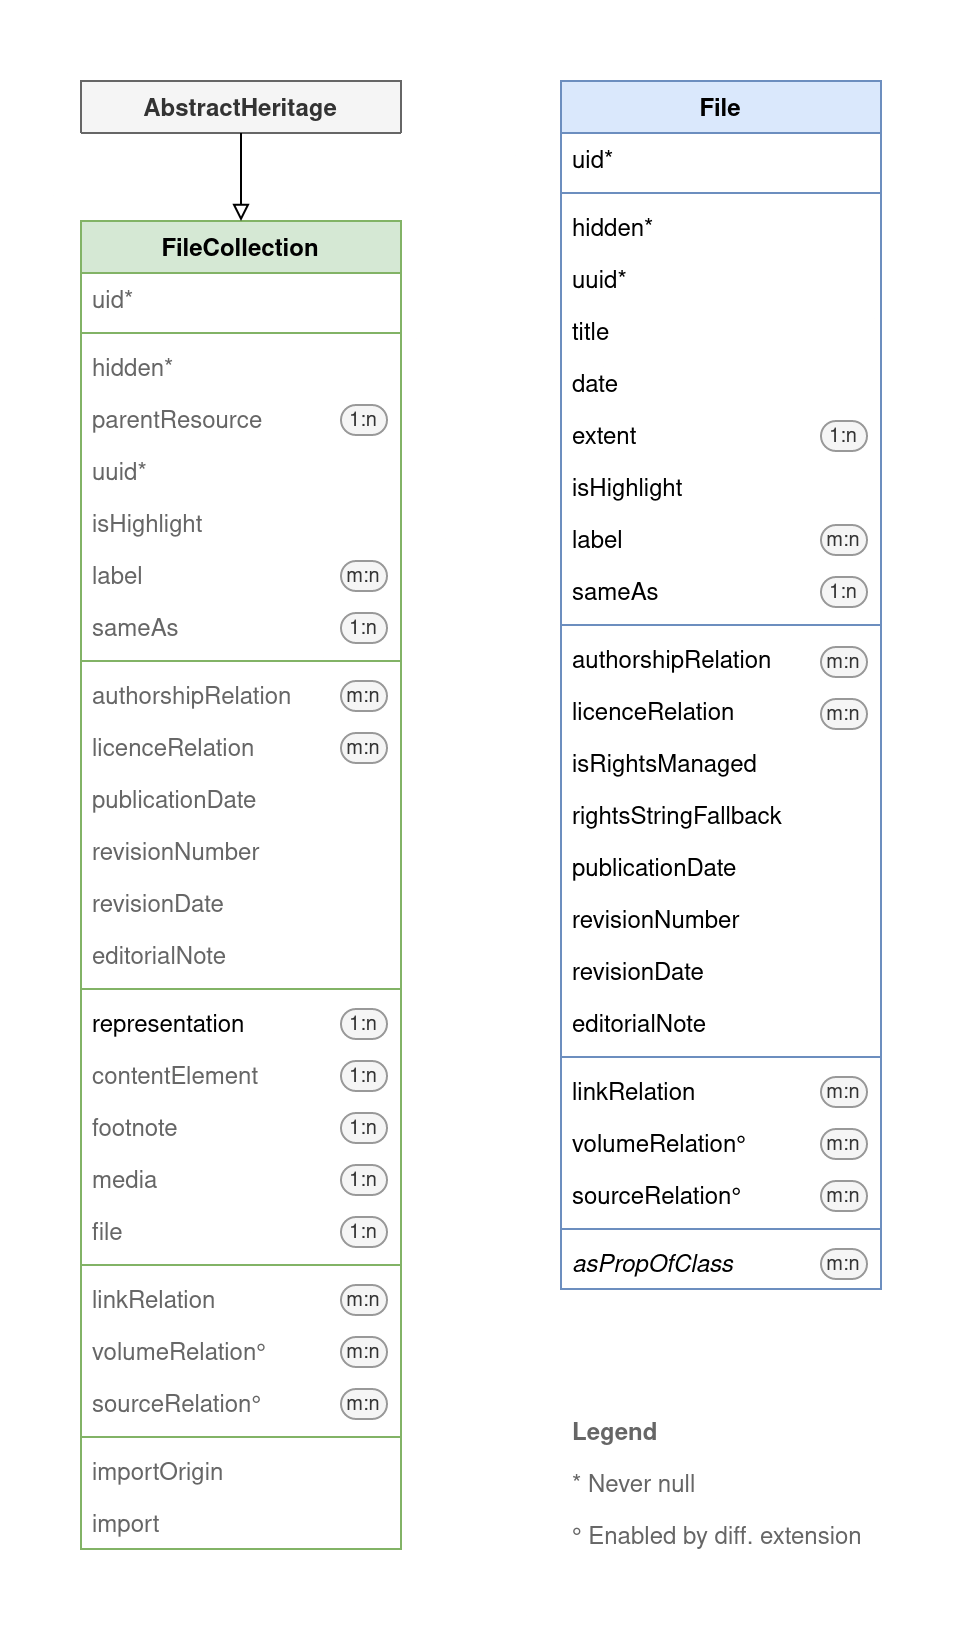 AbstractHeritage
FileCollection
uid*
hidden*
parentResource 1:n
uuid*
isHighlight
label m:n
sameAs 1:n
authorshipRelation m:n
licenceRelation m:n
publicationDate
revisionNumber
revisionDate
editorialNote
representation 1:n
contentElement 1:n
footnote 1:n
media 1:n
file 1:n
linkRelation m:n
volumeRelation° m:n
sourceRelation° m:n
importOrigin
import
File
uid*
hidden*
uuid*
title
date
extent 1:n
isHighlight
label m:n
sameAs 1:n
authorshipRelation m:n
licenceRelation m:n
isRightsManaged
rightsStringFallback
publicationDate
revisionNumber
revisionDate
editorialNote
linkRelation m:n
volumeRelation° m:n
sourceRelation° m:n
asPropOfClass m:n
Legend
* Never null
° Enabled by diff. extension